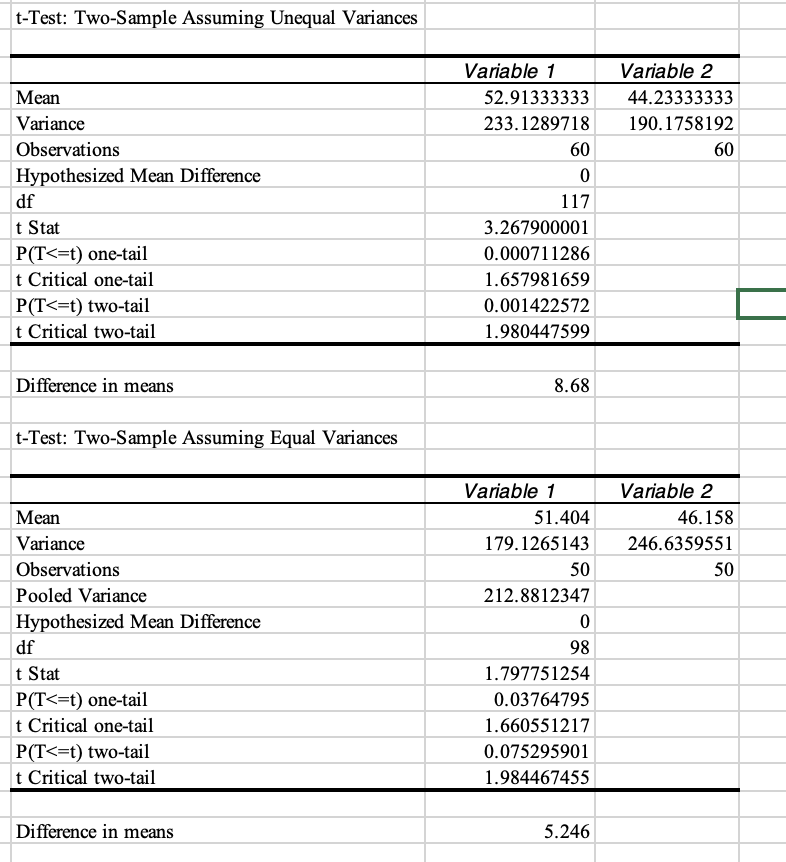 t-Test: Two-Sample Assuming Unequal Variances
Variable 1 Variable 2
Mean 52.91333333 44.23333333
Variance 233.1289718 190.1758192
Observations 60 60
Hypothesized Mean Difference 0
df 117
t Stat 3.267900001
P(T<=t) one-tail 0.000711286
t Critical one-tail 1.657981659
P(T<=t) two-tail 0.001422572
t Critical two-tail 1.980447599
Difference in means 8.68
t-Test: Two-Sample Assuming Equal Variances
Variable 1 Variable 2
Mean 51.404 46.158
Variance 179.1265143 246.6359551
Observations 50 50
Pooled Variance 212.8812347
Hypothesized Mean Difference 0
df 98
t Stat 1.797751254
P(T<=t) one-tail 0.03764795
t Critical one-tail 1.660551217
P(T<=t) two-tail 0.075295901
t Critical two-tail 1.984467455
Difference in means 5.246